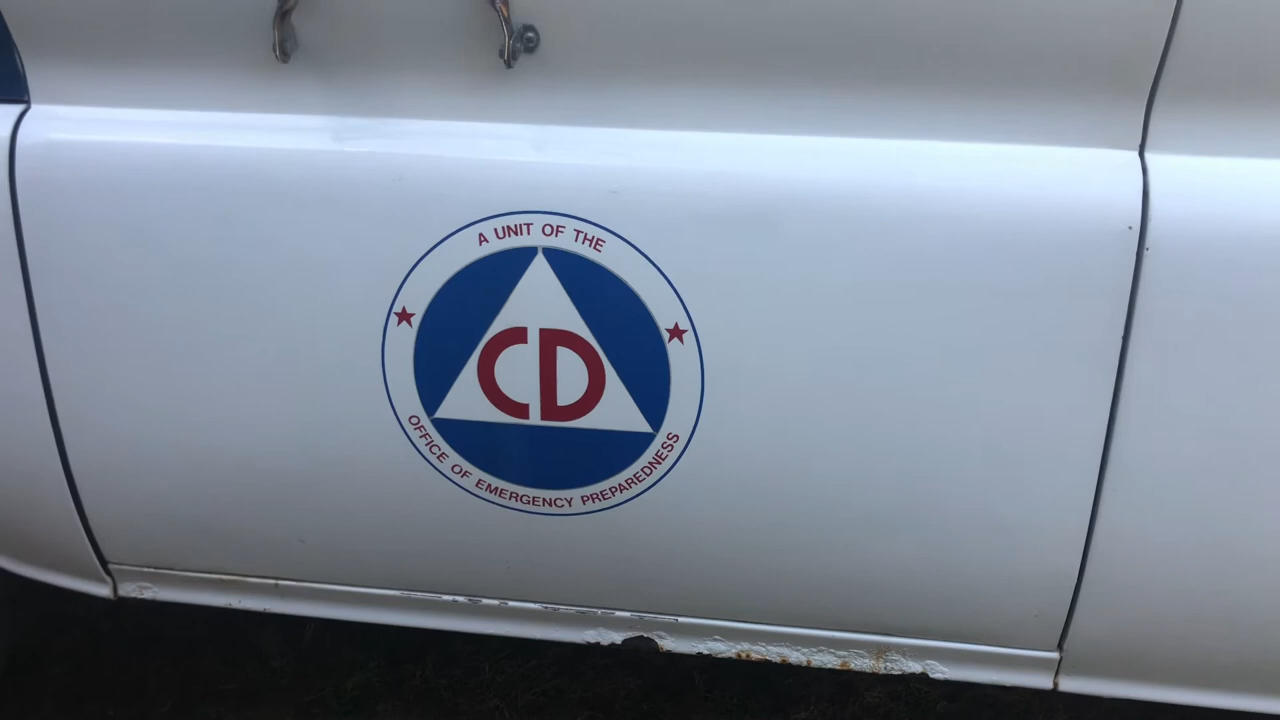 A UNIT OF THE
CD
OFFICE OF EMERGENCY PREPAREDNESS